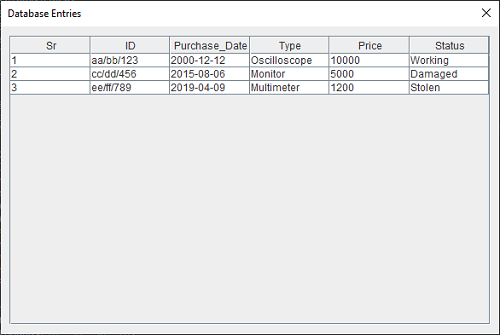 Database Entries
Sr ID Purchase_Date Type Price Status
1 aa/bb/123 2000-12-12 Oscilloscope 10000 Working
2 cc/dd/456 2015-08-06 Monitor 5000 Damaged
3 ee/ff/789 2019-04-09 Multimeter 1200 Stolen